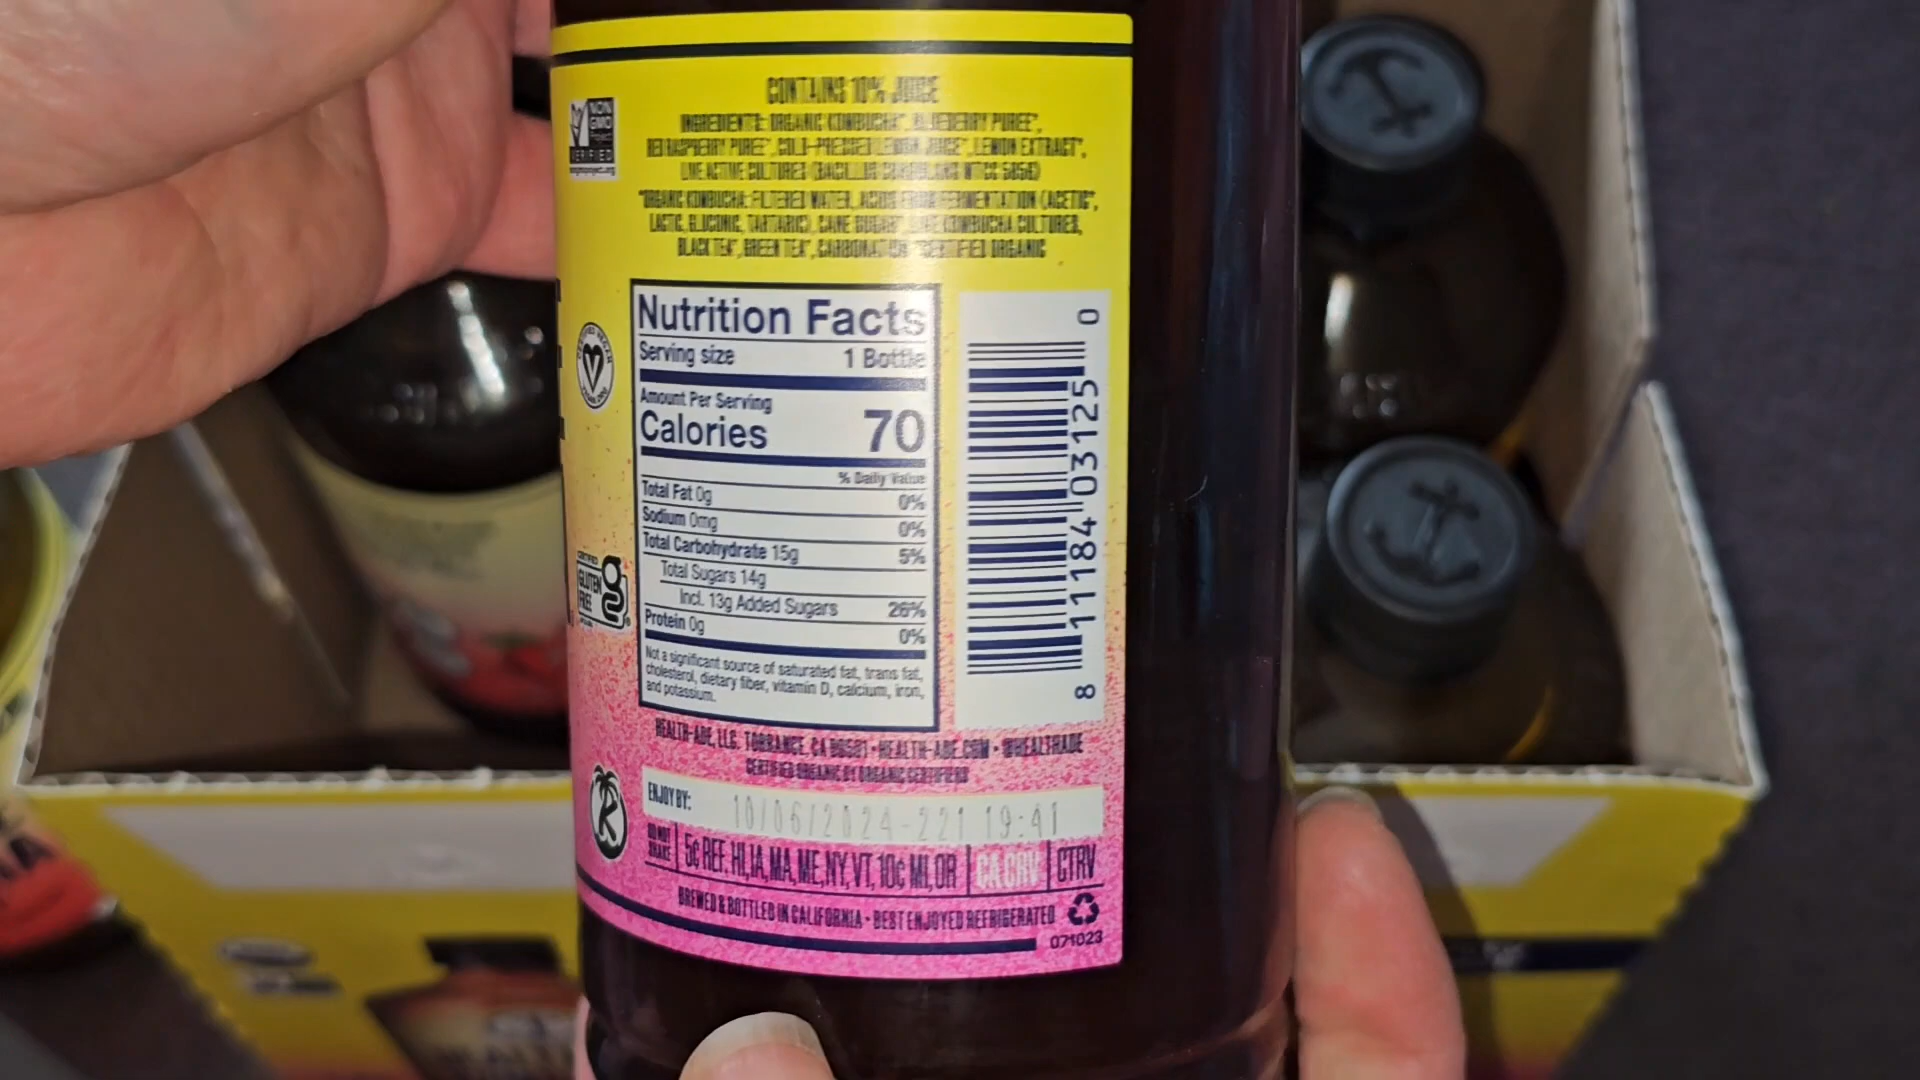 CONTAINS 10% JUICE
INGREDIENTS: ORGANIC KOMBUCHA*, BLUEBERRY PUREE*,
RED RASPBERRY PUREE*, COLD-PRESSED LEMON JUICE*, LEMON EXTRACT*,
LIVE ACTIVE CULTURES (BACILLUS COAGULANS MTCC 5856)
*ORGANIC KOMBUCHA: FILTERED WATER, ACIDS FROM FERMENTATION (ACETIC*,
LACTIC, GLUCONIC, TARTARIC), CANE SUGAR*, KOMBUCHA CULTURES,
BLACK TEA*, GREEN TEA*, CARBONATION *CERTIFIED ORGANIC
NON
GMO
Project
VERIFIED
Nutrition Facts
Serving size 1 Bottle
Amount Per Serving
Calories 70
% Daily Value
Total Fat 0g 0%
Sodium 0mg 0%
Total Carbohydrate 15g 5%
Total Sugars 14g
Incl. 13g Added Sugars 26%
Protein 0g 0%
Not a significant source of saturated fat, trans fat,
cholesterol, dietary fiber, vitamin D, calcium, iron,
and potassium.
8 11184 03125 0
CERTIFIED VEGAN
CERTIFIED
GLUTEN
FREE
HEALTH-ADE, LLC. TORRANCE, CA 90501 • HEALTH-ADE.COM • @HEALTHADE
CERTIFIED ORGANIC BY ORGANIC CERTIFIERS
K
ENJOY BY: 10/06/2024-221 19:41
DO NOT
SHAKE
5¢ REF. HI, IA, MA, ME, NY, VT, 10¢ MI, OR CA CRV CTRV
BREWED & BOTTLED IN CALIFORNIA • BEST ENJOYED REFRIGERATED
071023